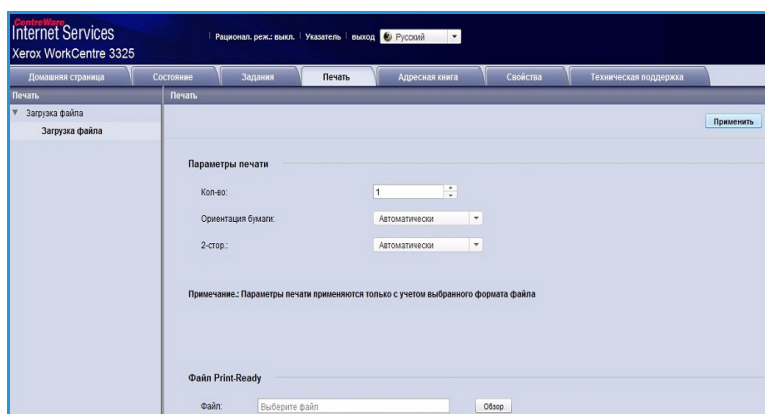 CentreWare
Internet Services
Xerox WorkCentre 3325
Рационал. реж.: выкл. | Указатель | выход Русский
Домашняя страница Состояние Задания Печать Адресная книга Свойства Техническая поддержка
Печать Печать
Загрузка файла
Загрузка файла
Применить
Параметры печати
Кол-во: 1
Ориентация бумаги: Автоматически
2-стор.: Автоматически
Примечание.: Параметры печати применяются только с учетом выбранного формата файла
Файл Print-Ready
Файл: Выберите файл Обзор